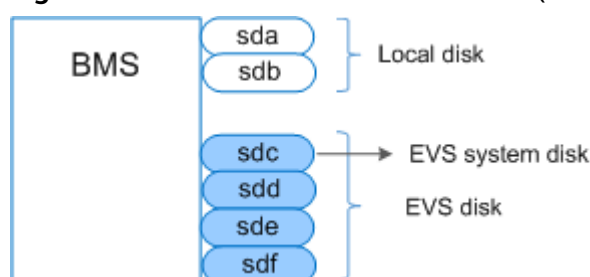 BMS
sda
sdb
Local disk
sdc
EVS system disk
sdd
sde
EVS disk
sdf